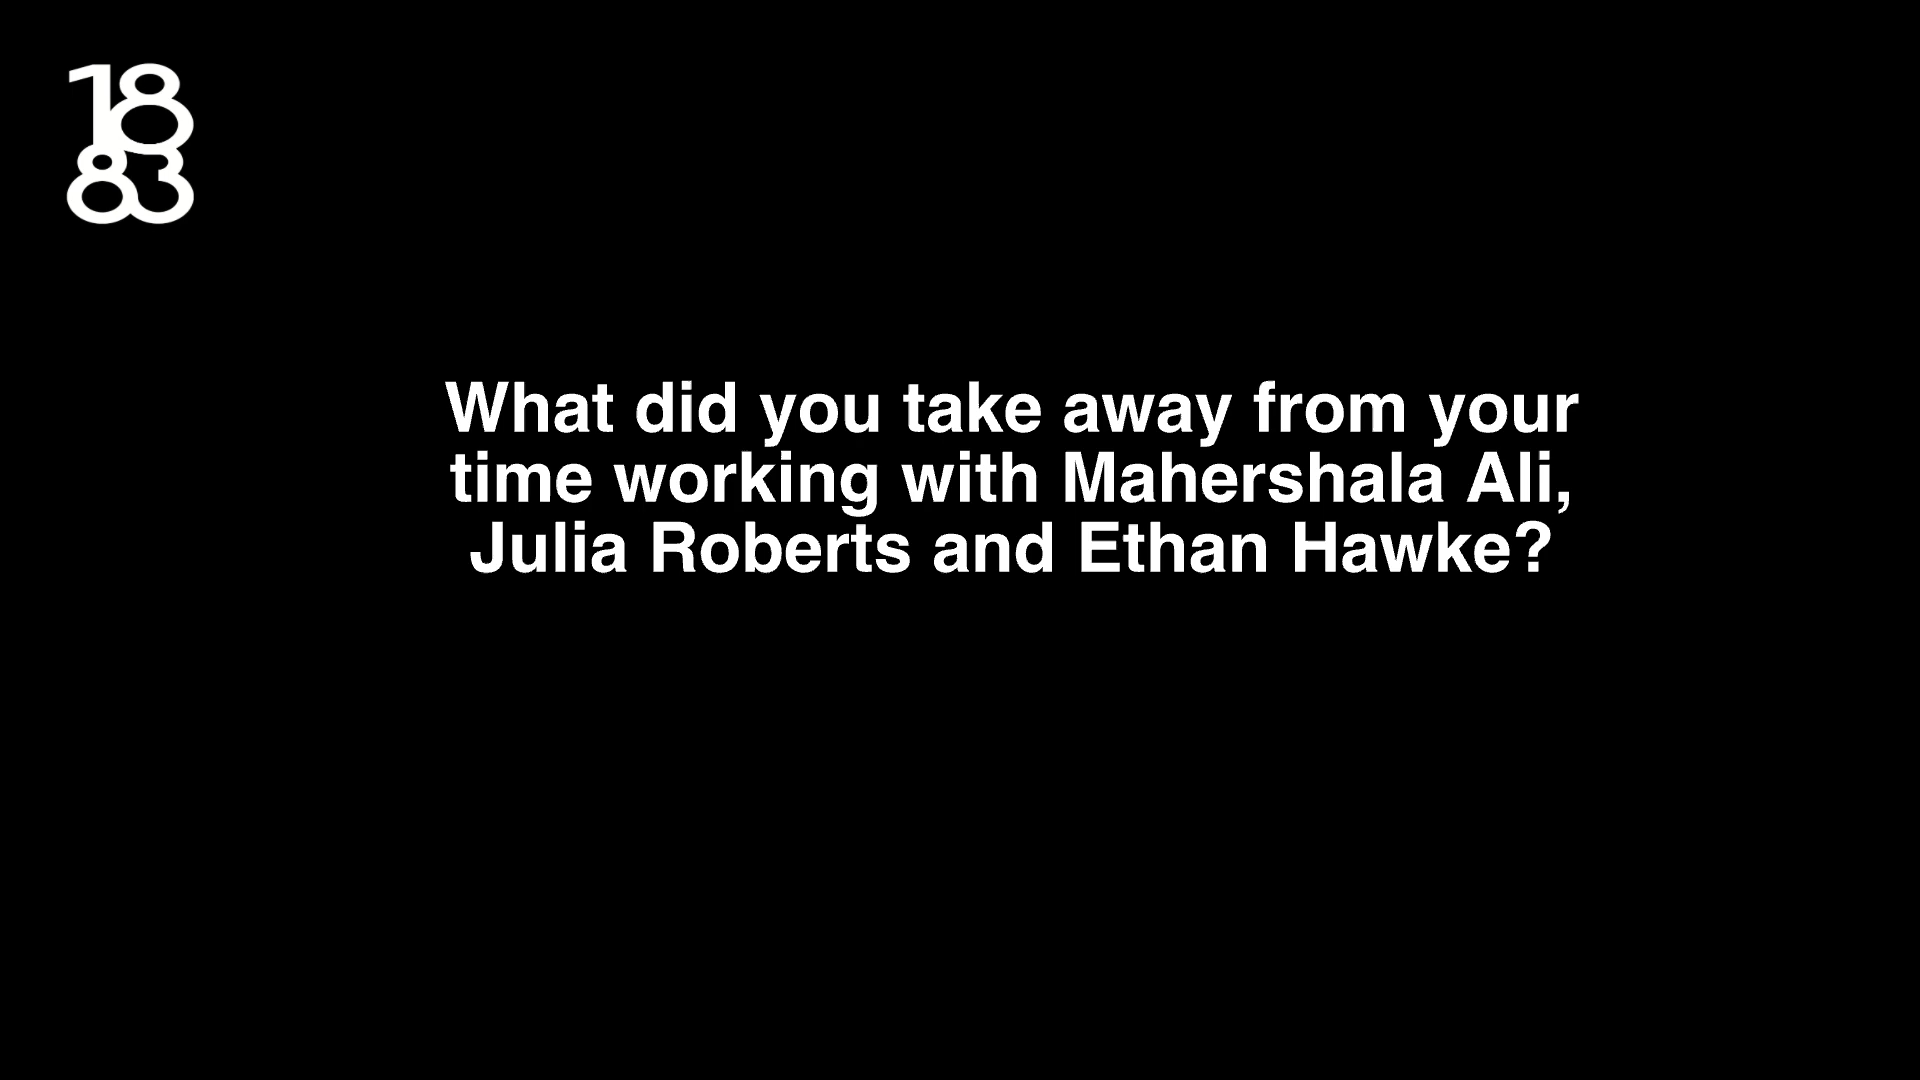 18
83
What did you take away from your
time working with Mahershala Ali,
Julia Roberts and Ethan Hawke?